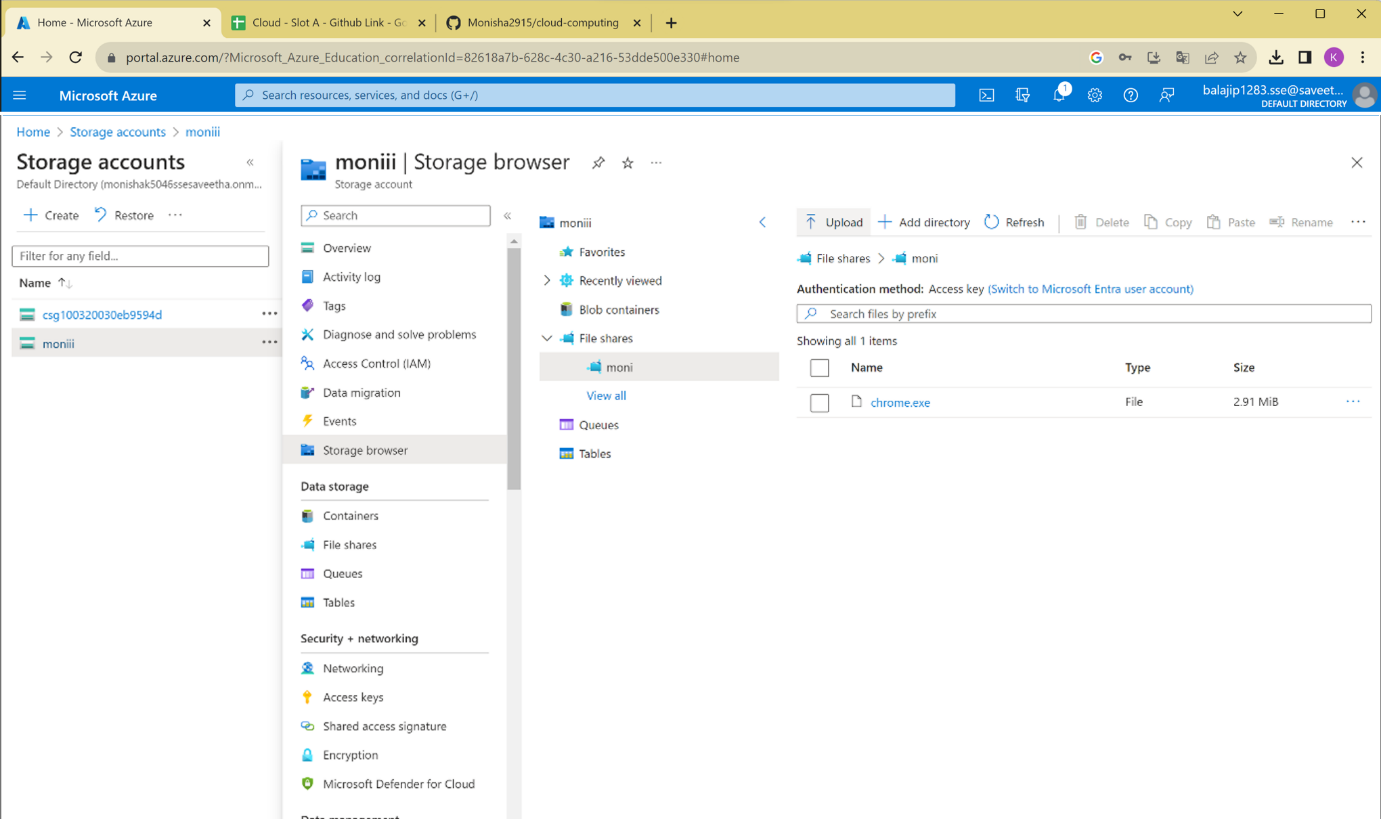 Home - Microsoft Azure
Cloud - Slot A - Github Link - Go
Monisha2915/cloud-computing
portal.azure.com/?Microsoft_Azure_Education_correlationId=82618a7b-628c-4c30-a216-53dde500e330#home
K
Microsoft Azure
Search resources, services, and docs (G+/)
1
balajip1283.sse@saveet...
DEFAULT DIRECTORY
Home > Storage accounts > moniii
Storage accounts
Default Directory (monishak5046ssesaveetha.onm...
Create
Restore
Filter for any field...
Name
csg100320030eb9594d
moniii
moniii | Storage browser
Storage account
Search
Overview
Activity log
Tags
Diagnose and solve problems
Access Control (IAM)
Data migration
Events
Storage browser
Data storage
Containers
File shares
Queues
Tables
Security + networking
Networking
Access keys
Shared access signature
Encryption
Microsoft Defender for Cloud
Data management
moniii
Favorites
Recently viewed
Blob containers
File shares
moni
View all
Queues
Tables
Upload
Add directory
Refresh
Delete
Copy
Paste
Rename
File shares > moni
Authentication method: Access key (Switch to Microsoft Entra user account)
Search files by prefix
Showing all 1 items
Name Type Size
chrome.exe File 2.91 MiB